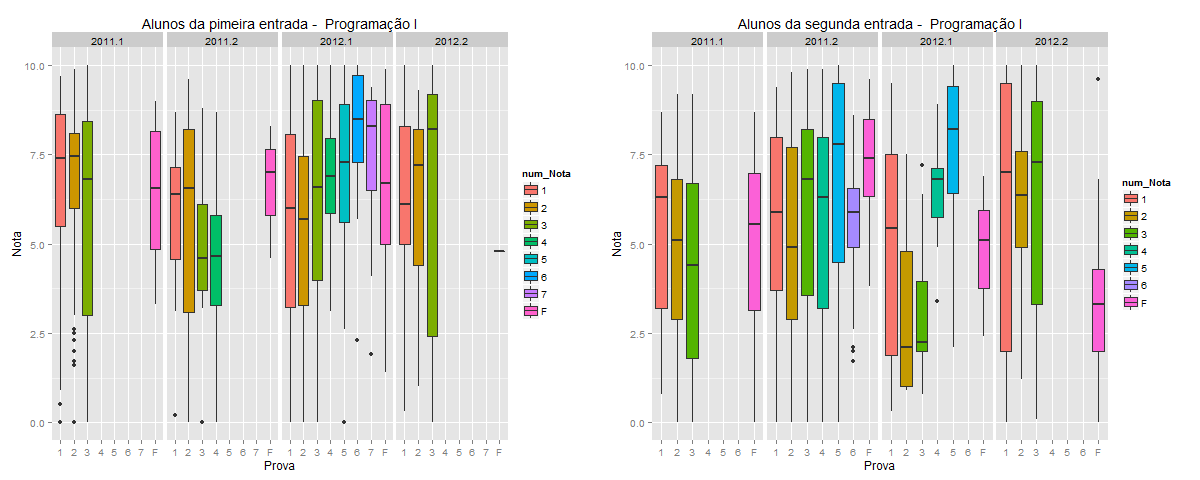 Alunos da pimeira entrada -  Programação I
2011.1 2011.2 2012.1 2012.2
10.0
7.5
5.0
2.5
0.0
Nota
1 2 3 4 5 6 7 F 1 2 3 4 5 6 7 F 1 2 3 4 5 6 7 F 1 2 3 4 5 6 7 F
Prova
num_Nota
1
2
3
4
5
6
7
F
Alunos da segunda entrada -  Programação I
2011.1 2011.2 2012.1 2012.2
10.0
7.5
5.0
2.5
0.0
Nota
1 2 3 4 5 6 F 1 2 3 4 5 6 F 1 2 3 4 5 6 F 1 2 3 4 5 6 F
Prova
num_Nota
1
2
3
4
5
6
F